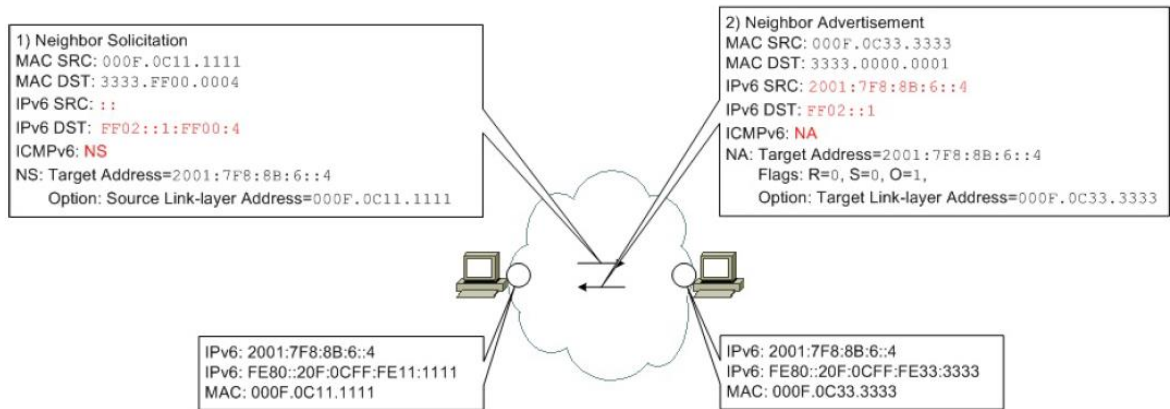 1) Neighbor Solicitation
MAC SRC: 000F.0C11.1111
MAC DST: 3333.FF00.0004
IPv6 SRC: ::
IPv6 DST: FF02::1:FF00:4
ICMPv6: NS
NS: Target Address=2001:7F8:8B:6::4
Option: Source Link-layer Address=000F.0C11.1111
2) Neighbor Advertisement
MAC SRC: 000F.0C33.3333
MAC DST: 3333.0000.0001
IPv6 SRC: 2001:7F8:8B:6::4
IPv6 DST: FF02::1
ICMPv6: NA
NA: Target Address=2001:7F8:8B:6::4
Flags: R=0, S=0, O=1,
Option: Target Link-layer Address=000F.0C33.3333
IPv6: 2001:7F8:8B:6::4
IPv6: FE80::20F:0CFF:FE11:1111
MAC: 000F.0C11.1111
IPv6: 2001:7F8:8B:6::4
IPv6: FE80::20F:0CFF:FE33:3333
MAC: 000F.0C33.3333